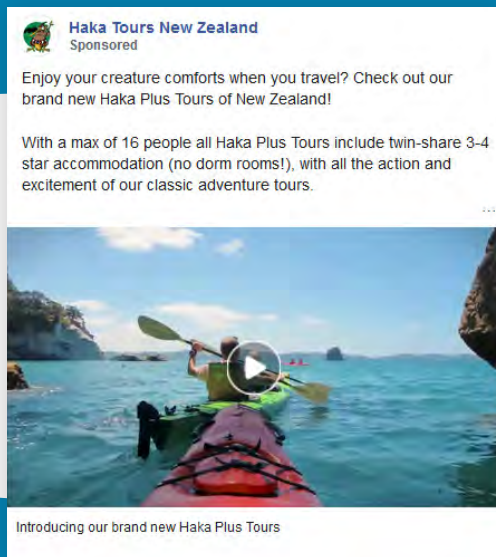 Haka Tours New Zealand
Sponsored
Enjoy your creature comforts when you travel? Check out our
brand new Haka Plus Tours of New Zealand!
With a max of 16 people all Haka Plus Tours include twin-share 3-4
star accommodation (no dorm rooms!), with all the action and
excitement of our classic adventure tours.
...
Introducing our brand new Haka Plus Tours